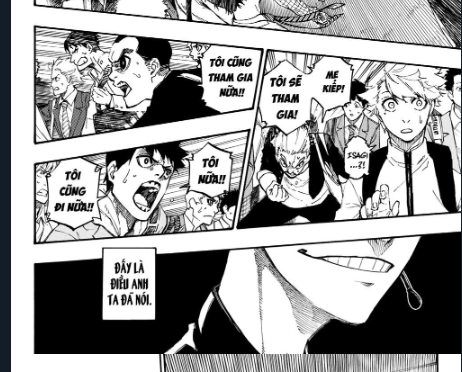 MẸ
KIẾP!
TÔI SẼ
THAM
GIA!
ISAGI
...?!
TÔI CŨNG
THAM GIA
NỮA!!
TÔI
NỮA!!
TÔI
CŨNG
ĐI NỮA!!
ĐẤY LÀ
ĐIỀU ANH
TA ĐÃ NÓI.